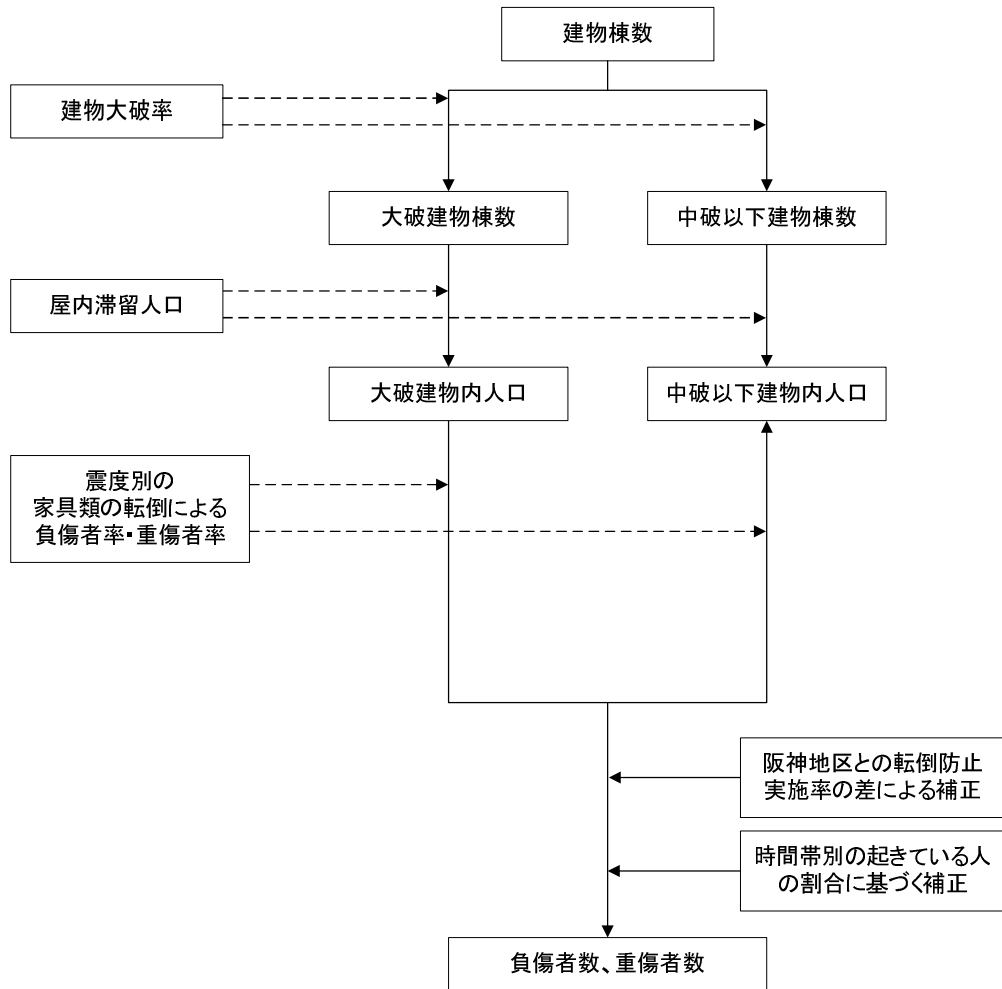 建物棟数
建物大破率
大破建物棟数
中破以下建物棟数
屋内滞留人口
大破建物内人口
中破以下建物内人口
震度別の
家具類の転倒による
負傷者率・重傷者率
阪神地区との転倒防止
実施率の差による補正
時間帯別の起きている人
の割合に基づく補正
負傷者数、重傷者数